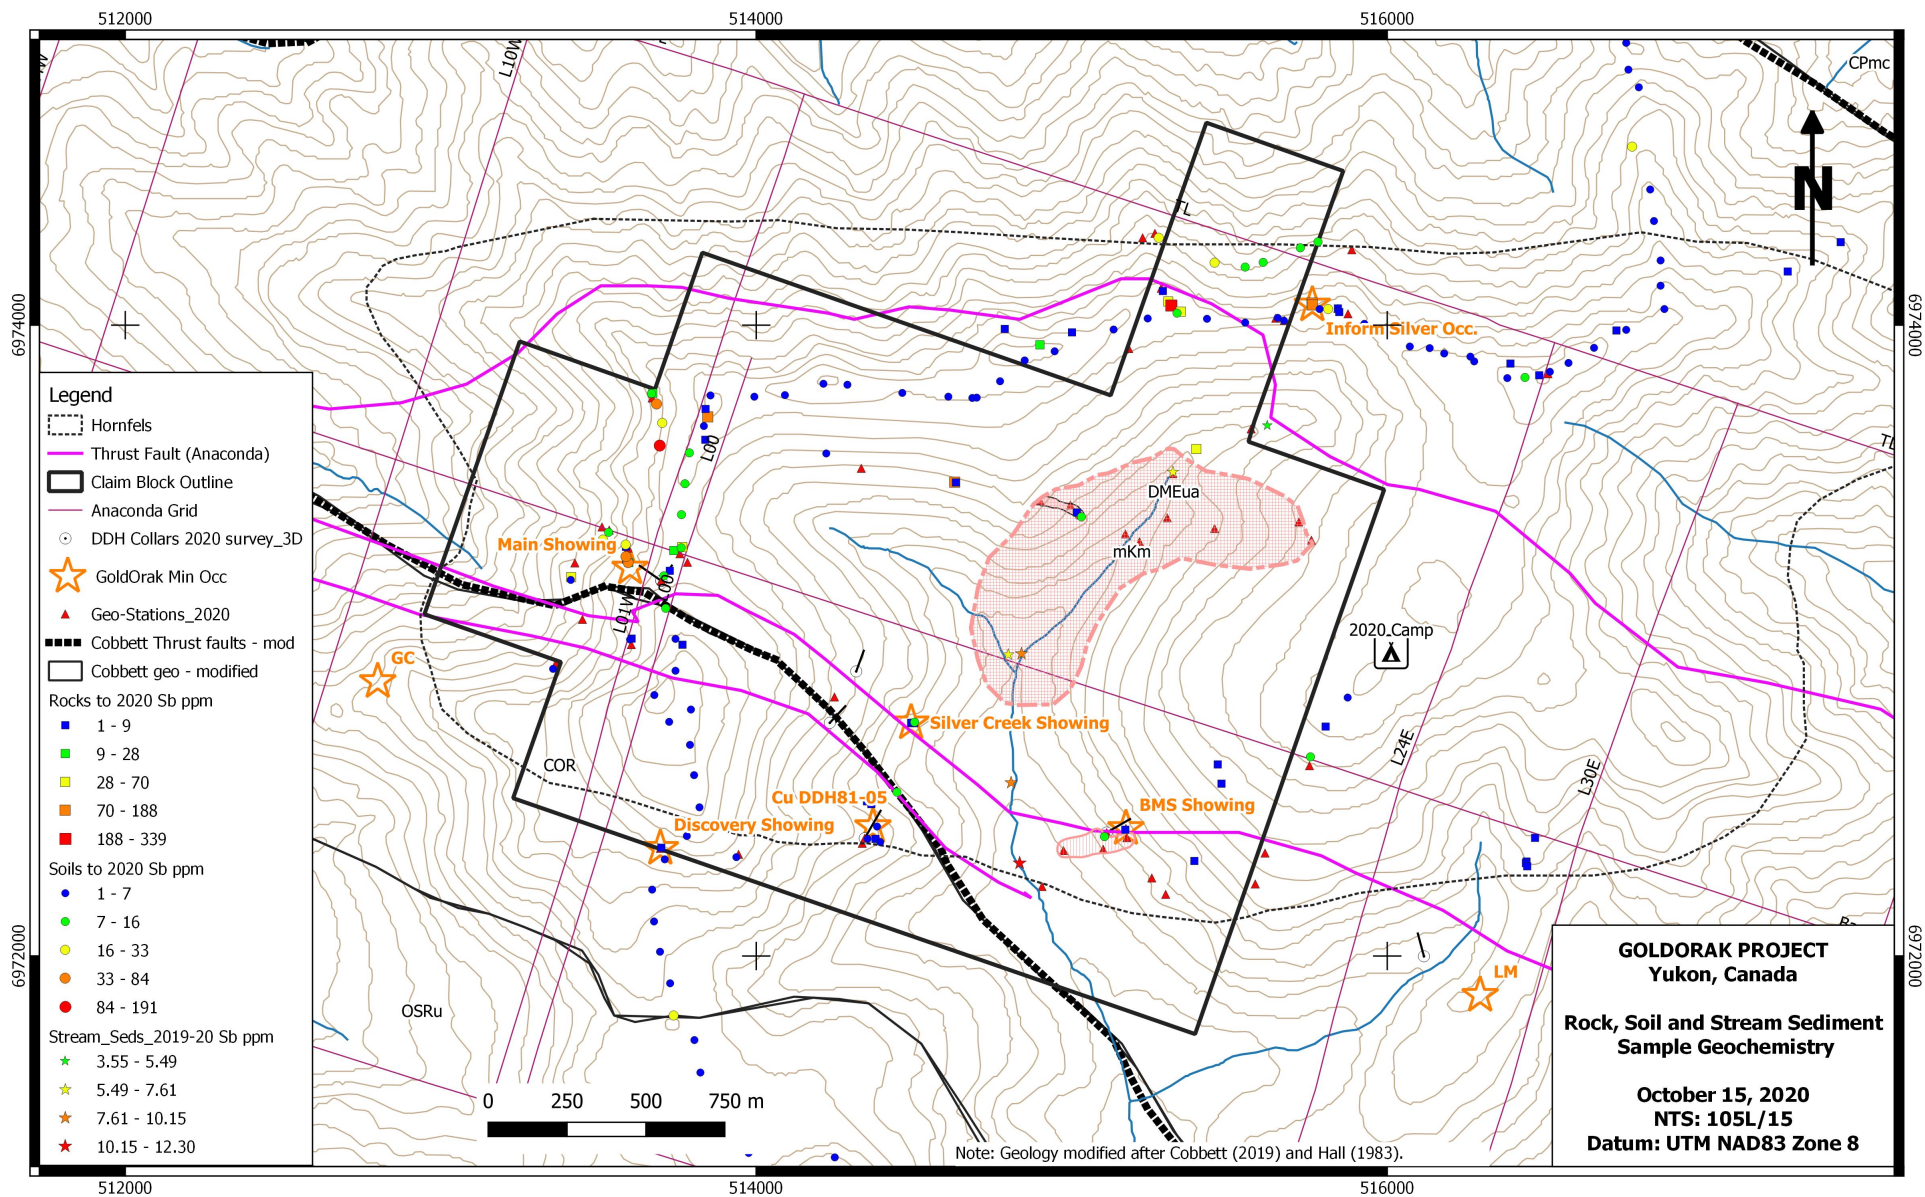 512000
514000
516000
L10W
CPmc
TL
6974000
6974000
Inform Silver Occ.
Legend
Hornfels
Thrust Fault (Anaconda)
Claim Block Outline
Anaconda Grid
DDH Collars 2020 survey_3D
GoldOrak Min Occ
Geo-Stations_2020
Cobbett Thrust faults - mod
Cobbett geo - modified
Rocks to 2020 Sb ppm
1 - 9
9 - 28
28 - 70
70 - 188
188 - 339
Soils to 2020 Sb ppm
1 - 7
7 - 16
16 - 33
33 - 84
84 - 191
Stream_Seds_2019-20 Sb ppm
3.55 - 5.49
5.49 - 7.61
7.61 - 10.15
10.15 - 12.30
N
L00
DMEua
mKm
Main Showing
L00
L01W
2020 Camp
GC
Silver Creek Showing
COR
L24E
L30E
Cu DDH81-05
BMS Showing
Discovery Showing
6972000
6972000
LM
OSRu
0 250 500 750 m
GOLDORAK PROJECT
Yukon, Canada
Rock, Soil and Stream Sediment
Sample Geochemistry
October 15, 2020
NTS: 105L/15
Datum: UTM NAD83 Zone 8
Note: Geology modified after Cobbett (2019) and Hall (1983).
512000
514000
516000